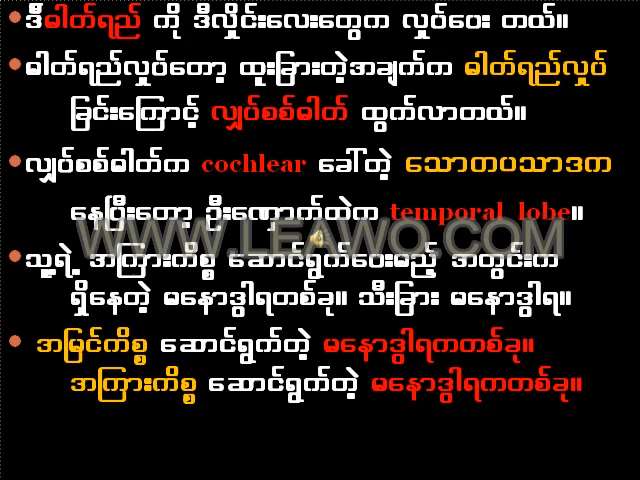 • ဒီဓါတ်ရည် ကို ဒီလှိုင်းလေးတွေက လှုပ်ပေး တယ်။
• ဓါတ်ရည်လှုပ်တော့ ထူးခြားတဲ့အချက်က ဓါတ်ရည်လှုပ်
ခြင်းကြောင့် လျှပ်စစ်ဓါတ် ထွက်လာတယ်။
• လျှပ်စစ်ဓါတ်က cochlear ခေါ်တဲ့ သောတပသာဒက
နေပြီးတော့ ဦးဏှောက်ထဲက temporal lobe။
WWW.LEAWO.COM
• သူ့ရဲ့ အကြားကိစ္စ ဆောင်ရွက်ပေးမည့် အတွင်းက
ရှိနေတဲ့ မနောဒွါရတစ်ခု။ သီးခြား မနောဒွါရ။
• အမြင်ကိစ္စ ဆောင်ရွက်တဲ့ မနောဒွါရကတစ်ခု။
အကြားကိစ္စ ဆောင်ရွက်တဲ့ မနောဒွါရကတစ်ခု။